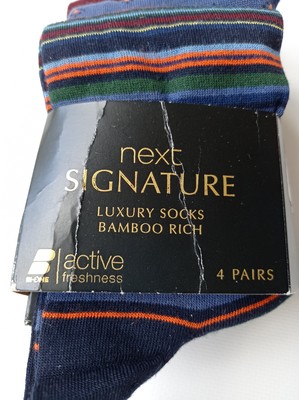 next
SIGNATURE
LUXURY SOCKS
BAMBOO RICH
active
freshness
4 PAIRS